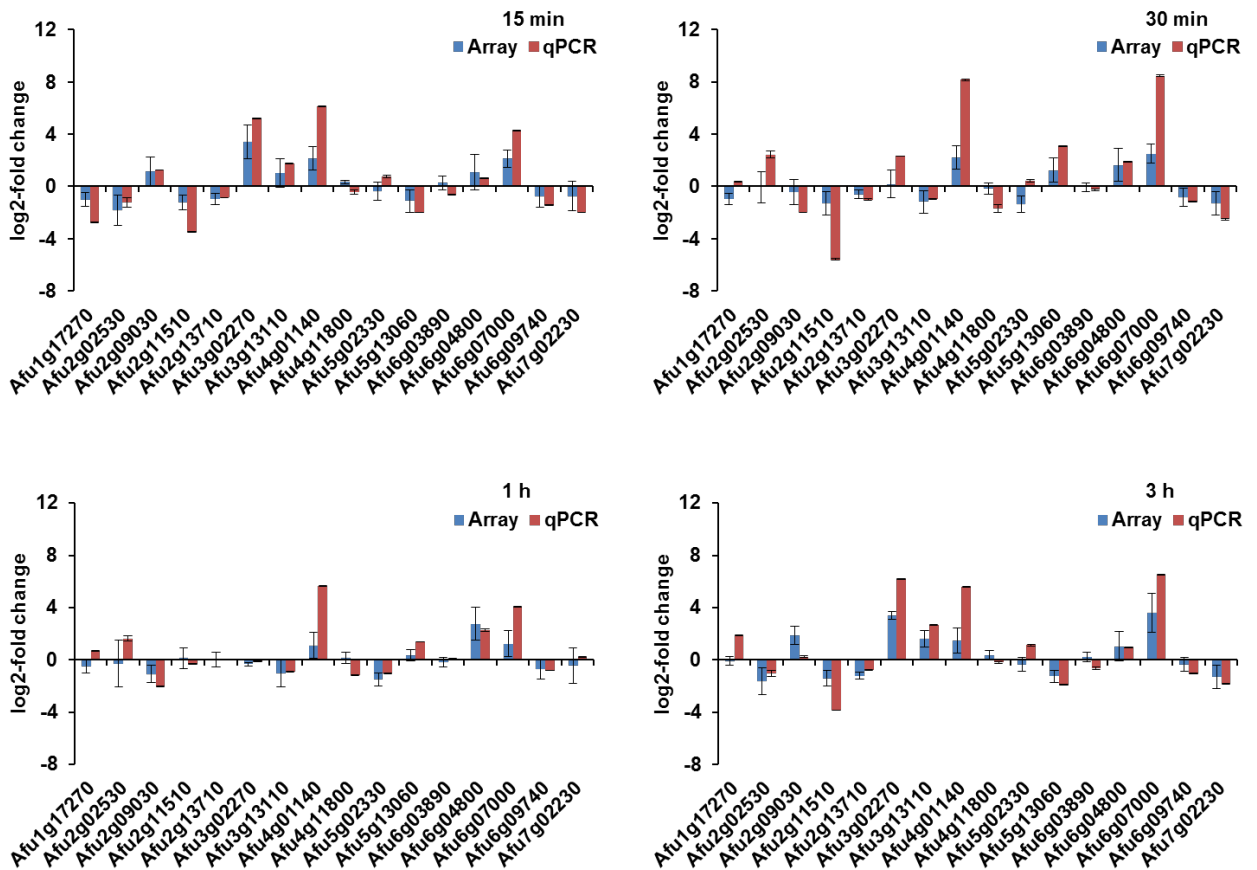 15 min
Array qPCR
log2-fold change
12
8
4
0
-4
-8
Afu1g17270
Afu2g02530
Afu2g09030
Afu2g11510
Afu2g13710
Afu3g02270
Afu3g13110
Afu4g01140
Afu4g11800
Afu5g02330
Afu5g13060
Afu6g03890
Afu6g04800
Afu6g07000
Afu6g09740
Afu7g02230
30 min
Array qPCR
log2-fold change
12
8
4
0
-4
-8
Afu1g17270
Afu2g02530
Afu2g09030
Afu2g11510
Afu2g13710
Afu3g02270
Afu3g13110
Afu4g01140
Afu4g11800
Afu5g02330
Afu5g13060
Afu6g03890
Afu6g04800
Afu6g07000
Afu6g09740
Afu7g02230
1 h
Array qPCR
log2-fold change
12
8
4
0
-4
-8
Afu1g17270
Afu2g02530
Afu2g09030
Afu2g11510
Afu2g13710
Afu3g02270
Afu3g13110
Afu4g01140
Afu4g11800
Afu5g02330
Afu5g13060
Afu6g03890
Afu6g04800
Afu6g07000
Afu6g09740
Afu7g02230
3 h
Array qPCR
log2-fold change
12
8
4
0
-4
-8
Afu1g17270
Afu2g02530
Afu2g09030
Afu2g11510
Afu2g13710
Afu3g02270
Afu3g13110
Afu4g01140
Afu4g11800
Afu5g02330
Afu5g13060
Afu6g03890
Afu6g04800
Afu6g07000
Afu6g09740
Afu7g02230